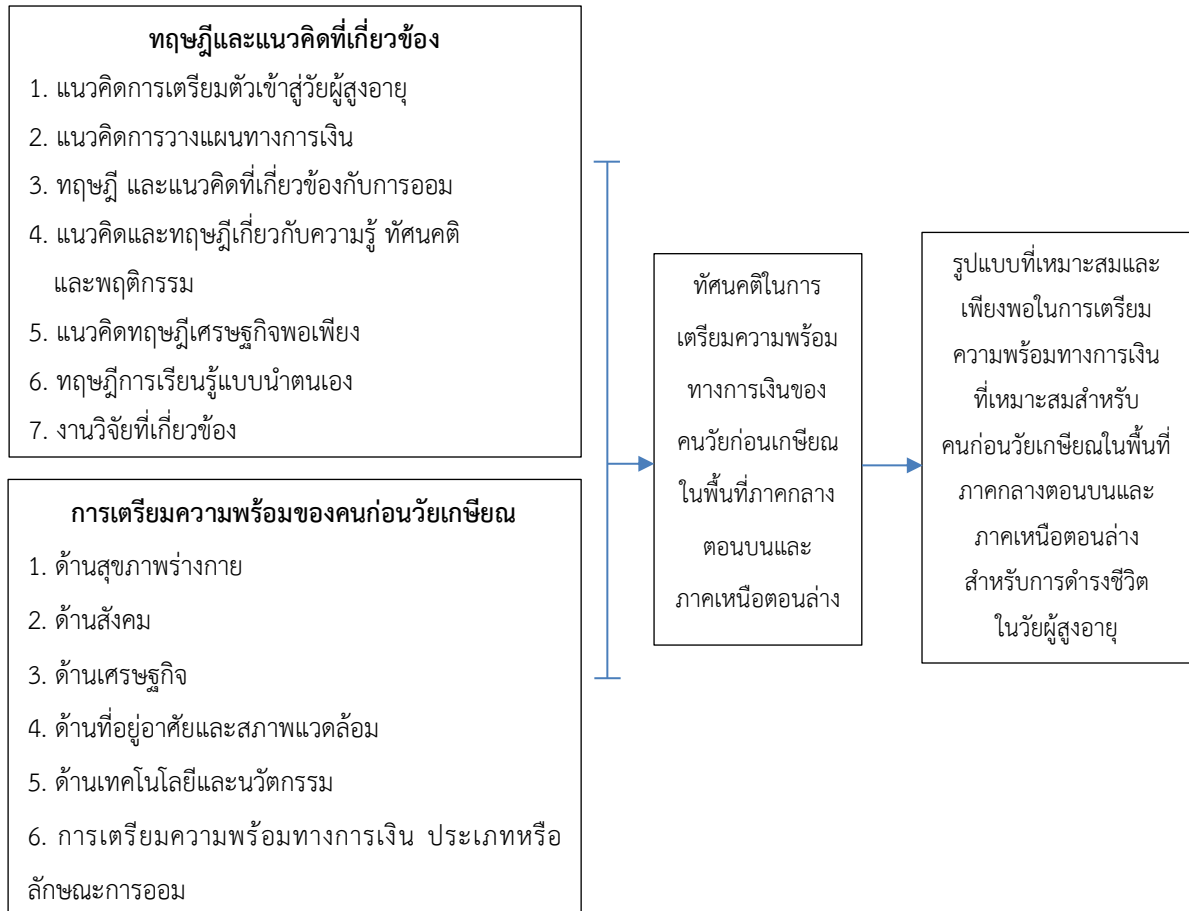 ทฤษฎีและแนวคิดที่เกี่ยวข้อง
1. แนวคิดการเตรียมตัวเข้าสู่วัยผู้สูงอายุ
2. แนวคิดการวางแผนทางการเงิน
3. ทฤษฎี และแนวคิดที่เกี่ยวข้องกับการออม
4. แนวคิดและทฤษฎีเกี่ยวกับความรู้ ทัศนคติ
และพฤติกรรม
5. แนวคิดทฤษฎีเศรษฐกิจพอเพียง
6. ทฤษฎีการเรียนรู้แบบนำตนเอง
7. งานวิจัยที่เกี่ยวข้อง
การเตรียมความพร้อมของคนก่อนวัยเกษียณ
1. ด้านสุขภาพร่างกาย
2. ด้านสังคม
3. ด้านเศรษฐกิจ
4. ด้านที่อยู่อาศัยและสภาพแวดล้อม
5. ด้านเทคโนโลยีและนวัตกรรม
6. การเตรียมความพร้อมทางการเงิน ประเภทหรือ
ลักษณะการออม
ทัศนคติในการ
เตรียมความพร้อม
ทางการเงินของ
คนวัยก่อนเกษียณ
ในพื้นที่ภาคกลาง
ตอนบนและ
ภาคเหนือตอนล่าง
รูปแบบที่เหมาะสมและ
เพียงพอในการเตรียม
ความพร้อมทางการเงิน
ที่เหมาะสมสำหรับ
คนก่อนวัยเกษียณในพื้นที่
ภาคกลางตอนบนและ
ภาคเหนือตอนล่าง
สำหรับการดำรงชีวิต
ในวัยผู้สูงอายุ